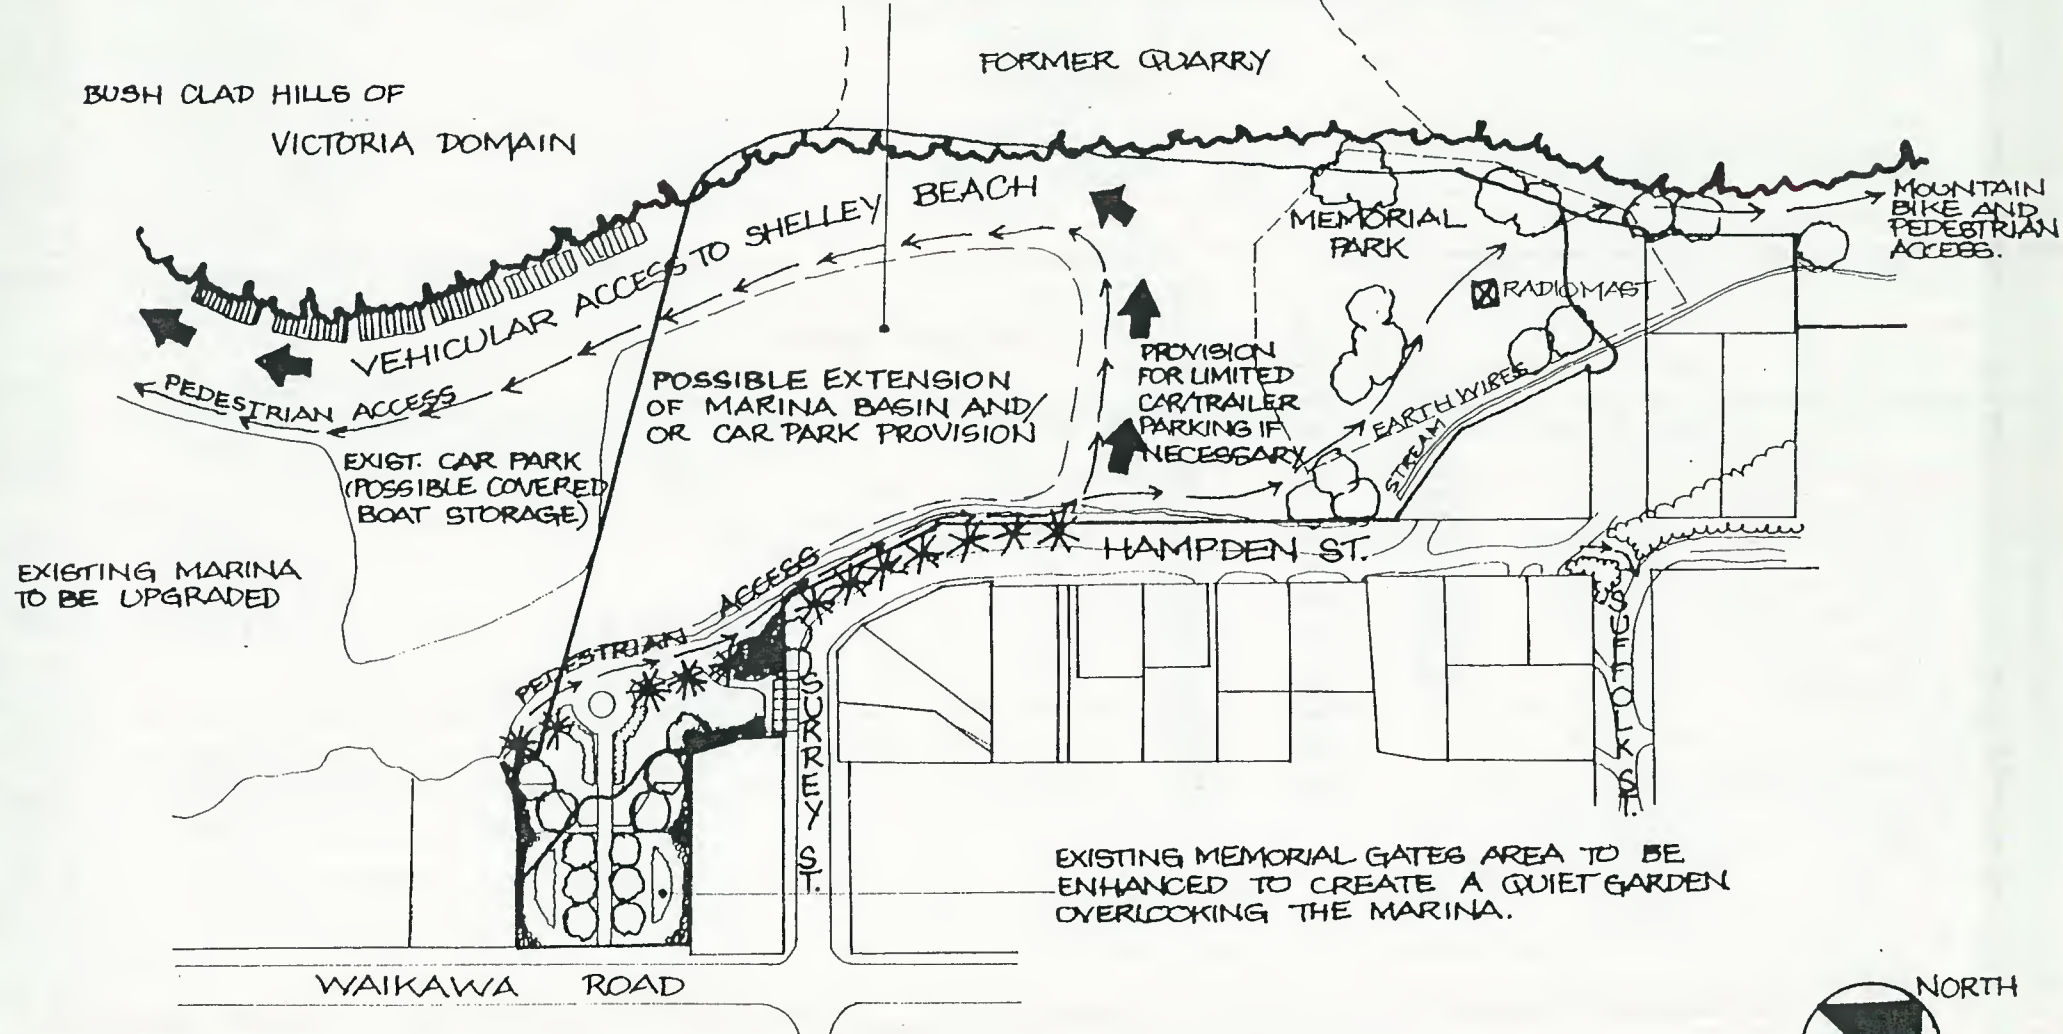 FORMER QUARRY
BUSH CLAD HILLS OF
VICTORIA DOMAIN
VEHICULAR ACCESS TO SHELLEY BEACH
MOUNTAIN
BIKE AND
PEDESTRIAN
ACCESS.
MEMORIAL
PARK
RADIO MAST
PEDESTRIAN ACCESS
POSSIBLE EXTENSION
OF MARINA BASIN AND/
OR CAR PARK PROVISION
PROVISION
FOR LIMITED
CAR/TRAILER
PARKING IF
NECESSARY
EARTH WIRES
STREAM
EXIST. CAR PARK
(POSSIBLE COVERED
BOAT STORAGE)
EXISTING MARINA
TO BE UPGRADED
HAMPDEN ST.
PEDESTRIAN ACCESS
SURREY ST.
SUFFOLK ST.
EXISTING MEMORIAL GATES AREA TO BE
ENHANCED TO CREATE A QUIET GARDEN
OVERLOOKING THE MARINA.
WAIKAWA ROAD
NORTH